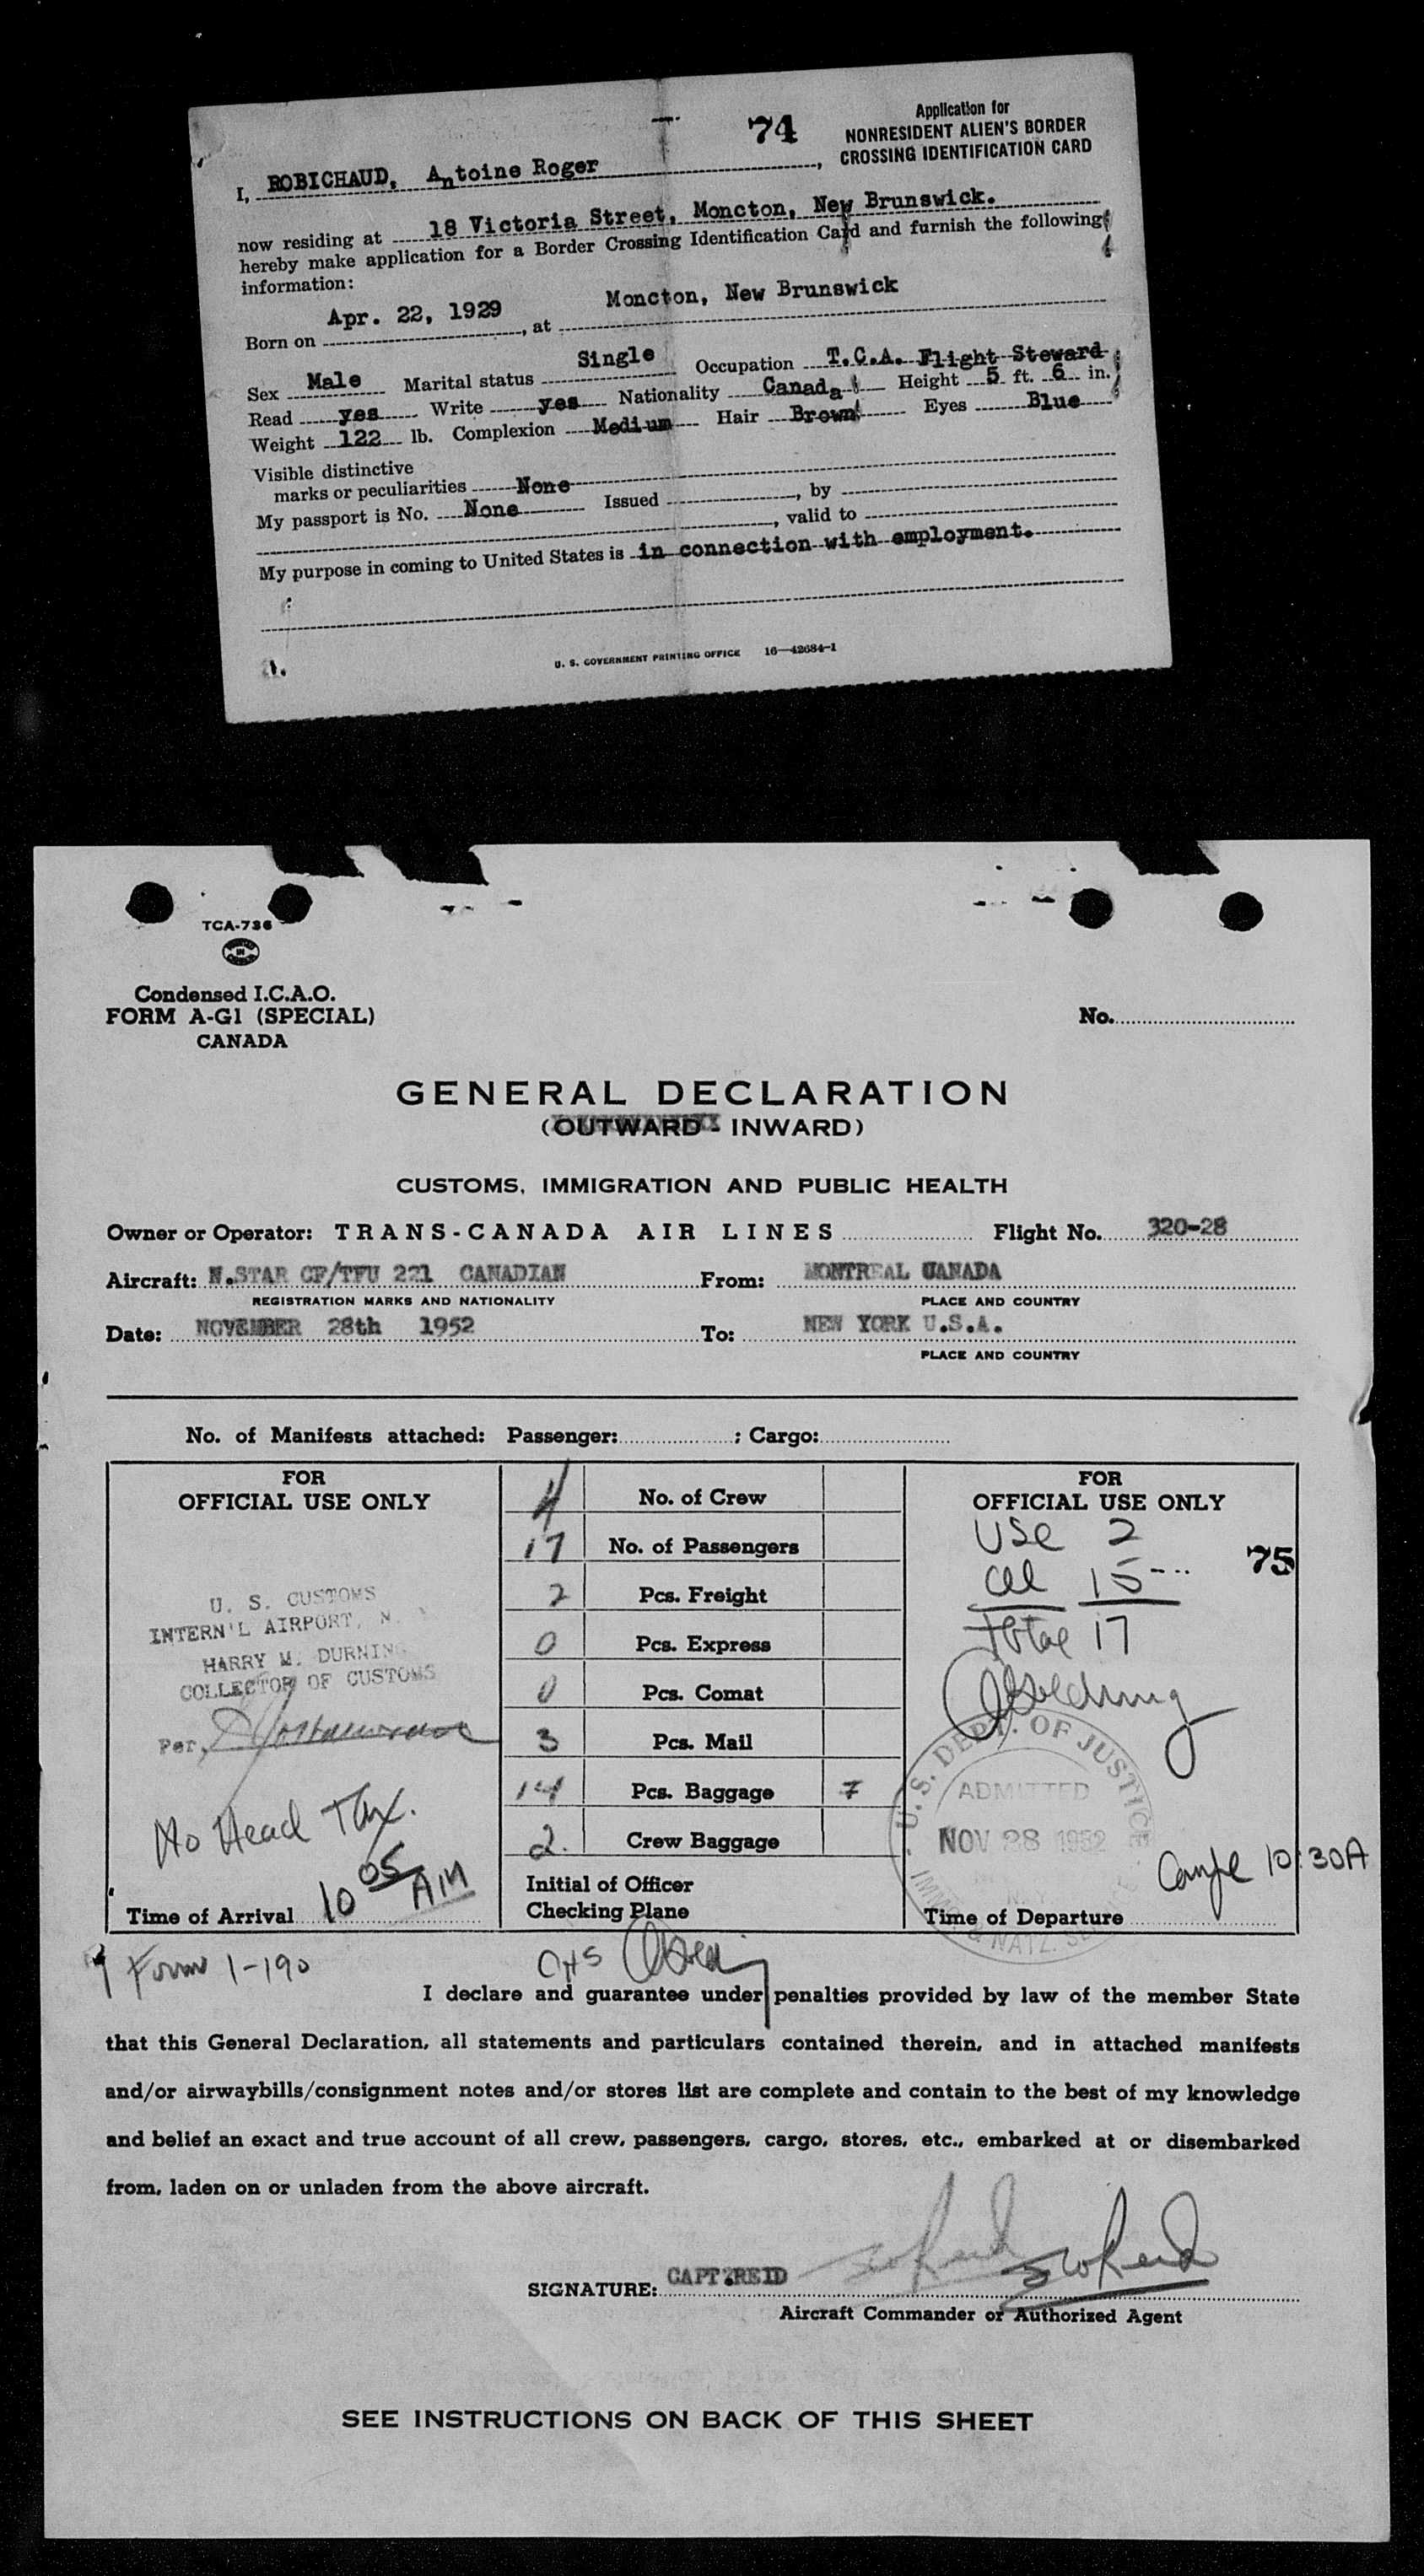 74
Application for
NONRESIDENT ALIEN'S BORDER
CROSSING IDENTIFICATION CARD
I, ROBICHAUD, Antoine Roger,
now residing at 18 Victoria Street, Moncton, New Brunswick.
hereby make application for a Border Crossing Identification Card and furnish the following
information:
Born on Apr. 22, 1929, at Moncton, New Brunswick
Sex Male Marital status Single Occupation T.C.A. Flight Steward
Read yes Write yes Nationality Canada Height 5 ft. 6 in.
Weight 122 lb. Complexion Medium Hair Brown Eyes Blue
Visible distinctive
marks or peculiarities None
My passport is No. None Issued , by
, valid to
My purpose in coming to United States is in connection with employment.
U. S. GOVERNMENT PRINTING OFFICE 16—42684-1
TCA-736
Condensed I.C.A.O.
FORM A-G1 (SPECIAL)
CANADA
No.
GENERAL DECLARATION
(OUTWARD - INWARD)
CUSTOMS, IMMIGRATION AND PUBLIC HEALTH
Owner or Operator: TRANS-CANADA AIR LINES Flight No. 320-28
Aircraft: N.STAR CF/TFU 221 CANADIAN From: MONTREAL CANADA
REGISTRATION MARKS AND NATIONALITY PLACE AND COUNTRY
Date: NOVEMBER 28th 1952 To: NEW YORK U.S.A.
PLACE AND COUNTRY
No. of Manifests attached: Passenger: ; Cargo:
FOR
OFFICIAL USE ONLY
U. S. CUSTOMS
INTERN'L AIRPORT, N. Y
HARRY M. DURNING
COLLECTOR OF CUSTOMS
Per
No Head Tax.
Time of Arrival 10 05 AM
4 No. of Crew
17 No. of Passengers
2 Pcs. Freight
0 Pcs. Express
0 Pcs. Comat
3 Pcs. Mail
14 Pcs. Baggage 7
2. Crew Baggage
Initial of Officer
Checking Plane
FOR
OFFICIAL USE ONLY
USC 2
al 15
Total 17
75
U.S. DEPT. OF JUSTICE
ADMITTED
NOV 28 1952
N.Y.
IMM. & NATZ. SERVICE
10:30A
Time of Departure
Form 1-190
I declare and guarantee under penalties provided by law of the member State
that this General Declaration, all statements and particulars contained therein, and in attached manifests
and/or airwaybills/consignment notes and/or stores list are complete and contain to the best of my knowledge
and belief an exact and true account of all crew, passengers, cargo, stores, etc., embarked at or disembarked
from, laden on or unladen from the above aircraft.
SIGNATURE: CAPT.REID
Aircraft Commander or Authorized Agent
SEE INSTRUCTIONS ON BACK OF THIS SHEET